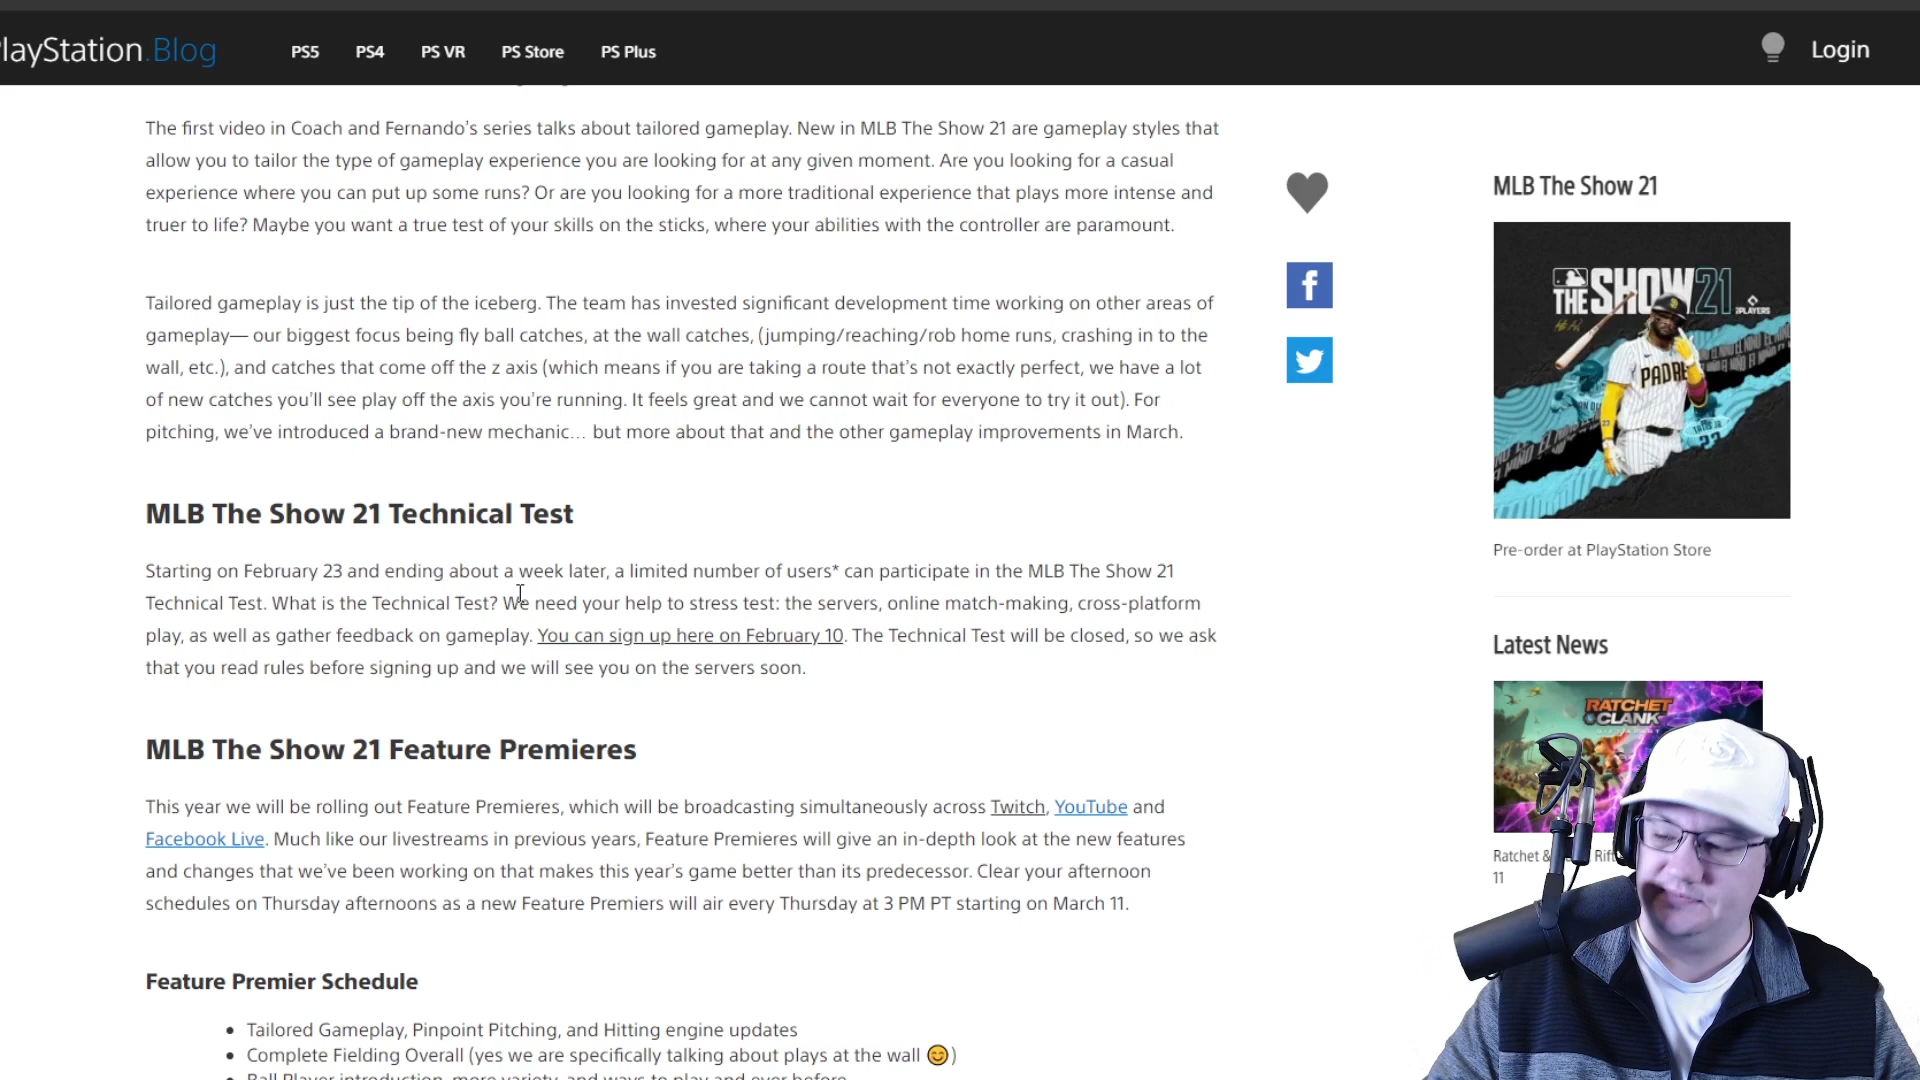 PlayStation.Blog
PS5
PS4
PS VR
PS Store
PS Plus
Login
The first video in Coach and Fernando's series talks about tailored gameplay. New in MLB The Show 21 are gameplay styles that
allow you to tailor the type of gameplay experience you are looking for at any given moment. Are you looking for a casual
experience where you can put up some runs? Or are you looking for a more traditional experience that plays more intense and
truer to life? Maybe you want a true test of your skills on the sticks, where your abilities with the controller are paramount.
Tailored gameplay is just the tip of the iceberg. The team has invested significant development time working on other areas of
gameplay— our biggest focus being fly ball catches, at the wall catches, (jumping/reaching/rob home runs, crashing in to the
wall, etc.), and catches that come off the z axis (which means if you are taking a route that's not exactly perfect, we have a lot
of new catches you'll see play off the axis you're running. It feels great and we cannot wait for everyone to try it out). For
pitching, we've introduced a brand-new mechanic… but more about that and the other gameplay improvements in March.
MLB The Show 21 Technical Test
Starting on February 23 and ending about a week later, a limited number of users* can participate in the MLB The Show 21
Technical Test. What is the Technical Test? We need your help to stress test: the servers, online match-making, cross-platform
play, as well as gather feedback on gameplay. You can sign up here on February 10. The Technical Test will be closed, so we ask
that you read rules before signing up and we will see you on the servers soon.
MLB The Show 21 Feature Premieres
This year we will be rolling out Feature Premieres, which will be broadcasting simultaneously across Twitch, YouTube and
Facebook Live. Much like our livestreams in previous years, Feature Premieres will give an in-depth look at the new features
and changes that we've been working on that makes this year's game better than its predecessor. Clear your afternoon
schedules on Thursday afternoons as a new Feature Premiers will air every Thursday at 3 PM PT starting on March 11.
Feature Premier Schedule
• Tailored Gameplay, Pinpoint Pitching, and Hitting engine updates
• Complete Fielding Overall (yes we are specifically talking about plays at the wall 😊)
• Ball Player introduction, more variety, and ways to play and ever before
MLB The Show 21
THE SHOW 21
PADRE
Pre-order at PlayStation Store
Latest News
RATCHET
CLANK
Ratchet & Rift
11